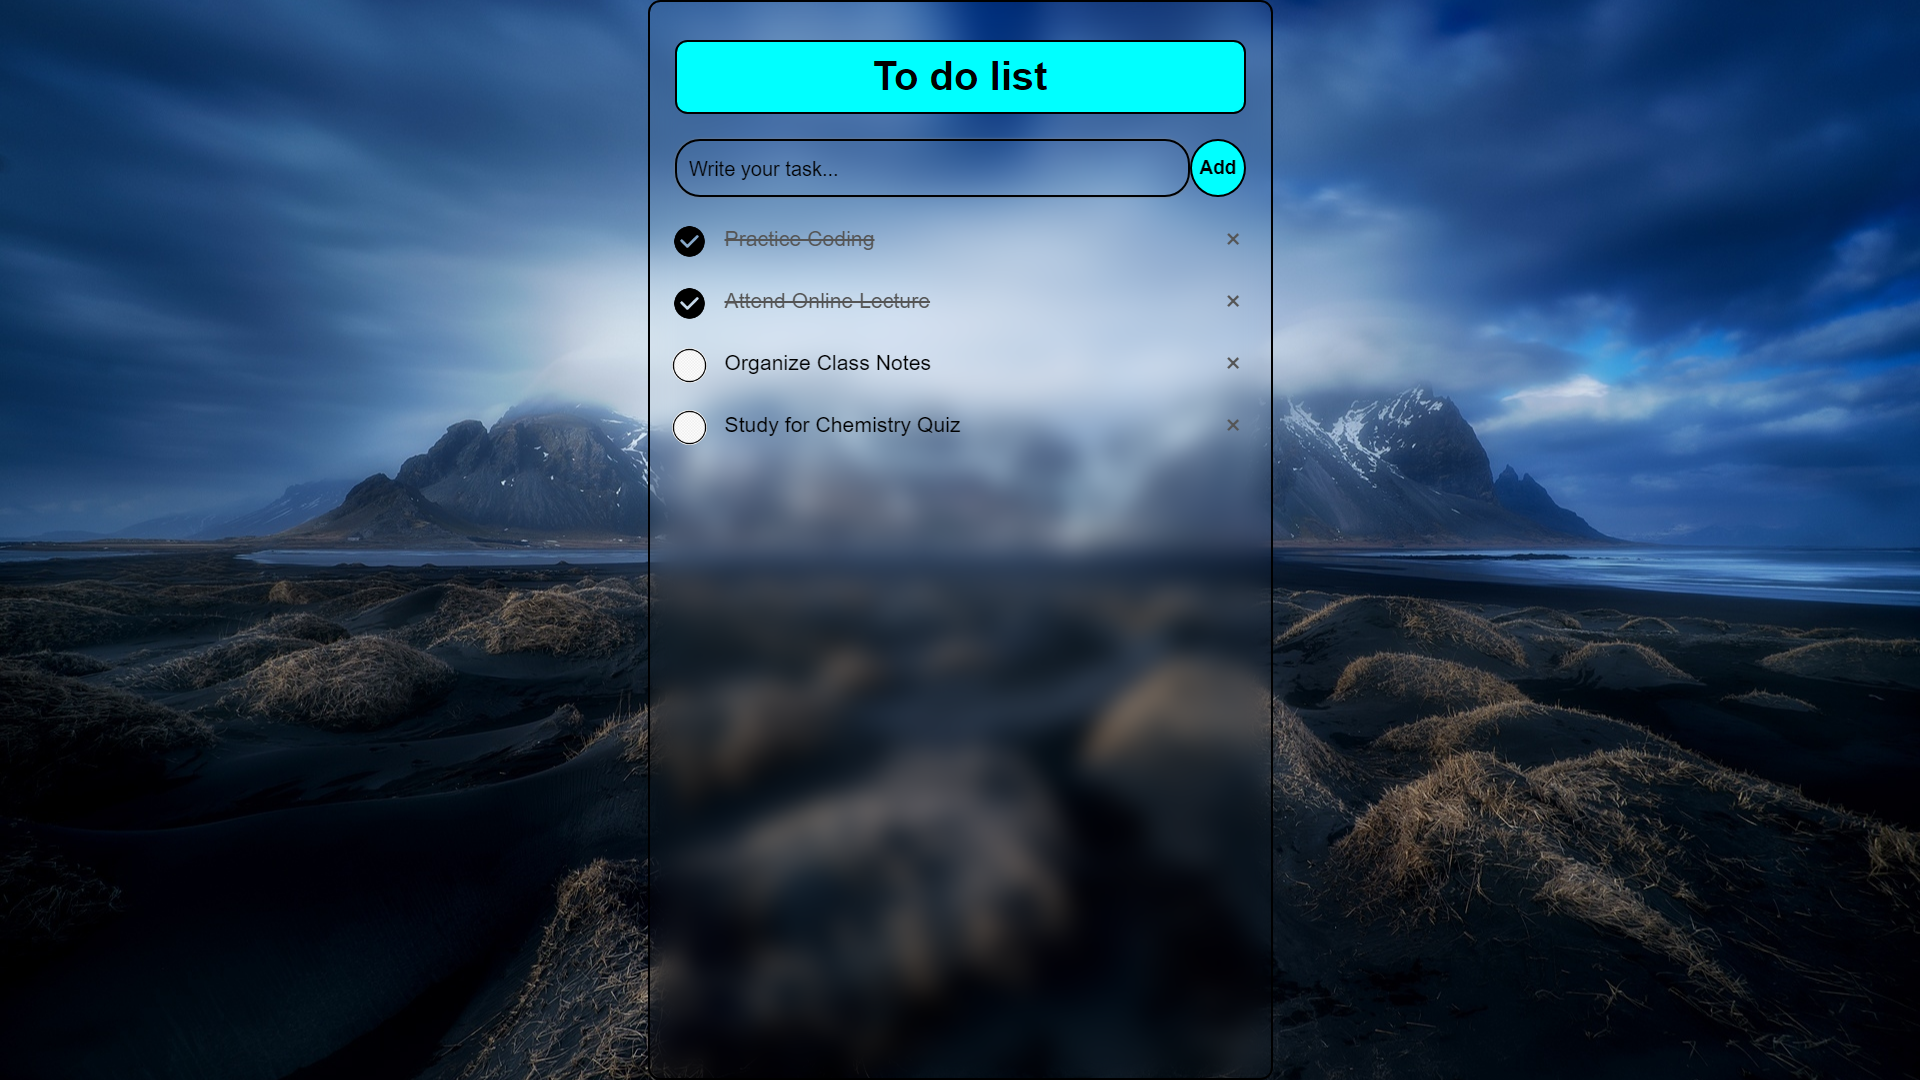 To do list
Write your task...
Add
Practice Coding
×
Attend Online Lecture
×
Organize Class Notes
×
Study for Chemistry Quiz
×